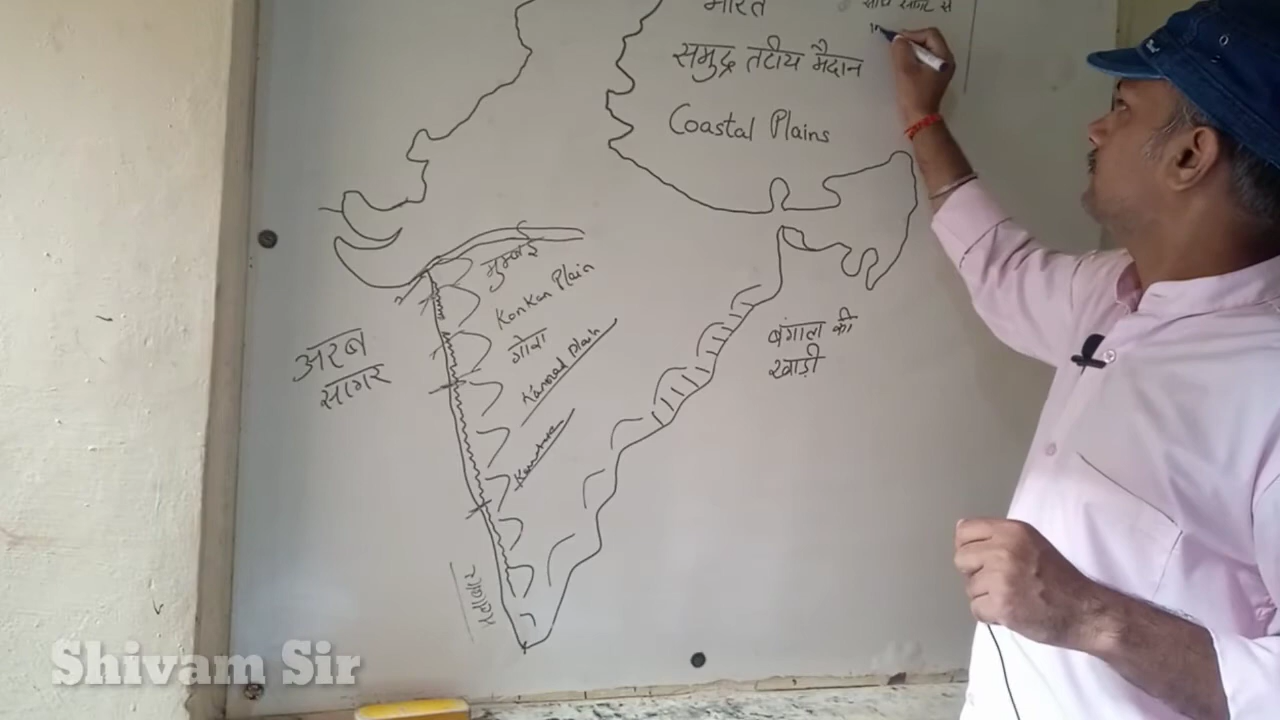 भारत
समुद्र तटीय मैदान
Coastal Plains
मुम्बई
Konkan Plain
गोवा
Kannad Plain
अरब
सागर
बंगाल की
खाड़ी
Shivam Sir